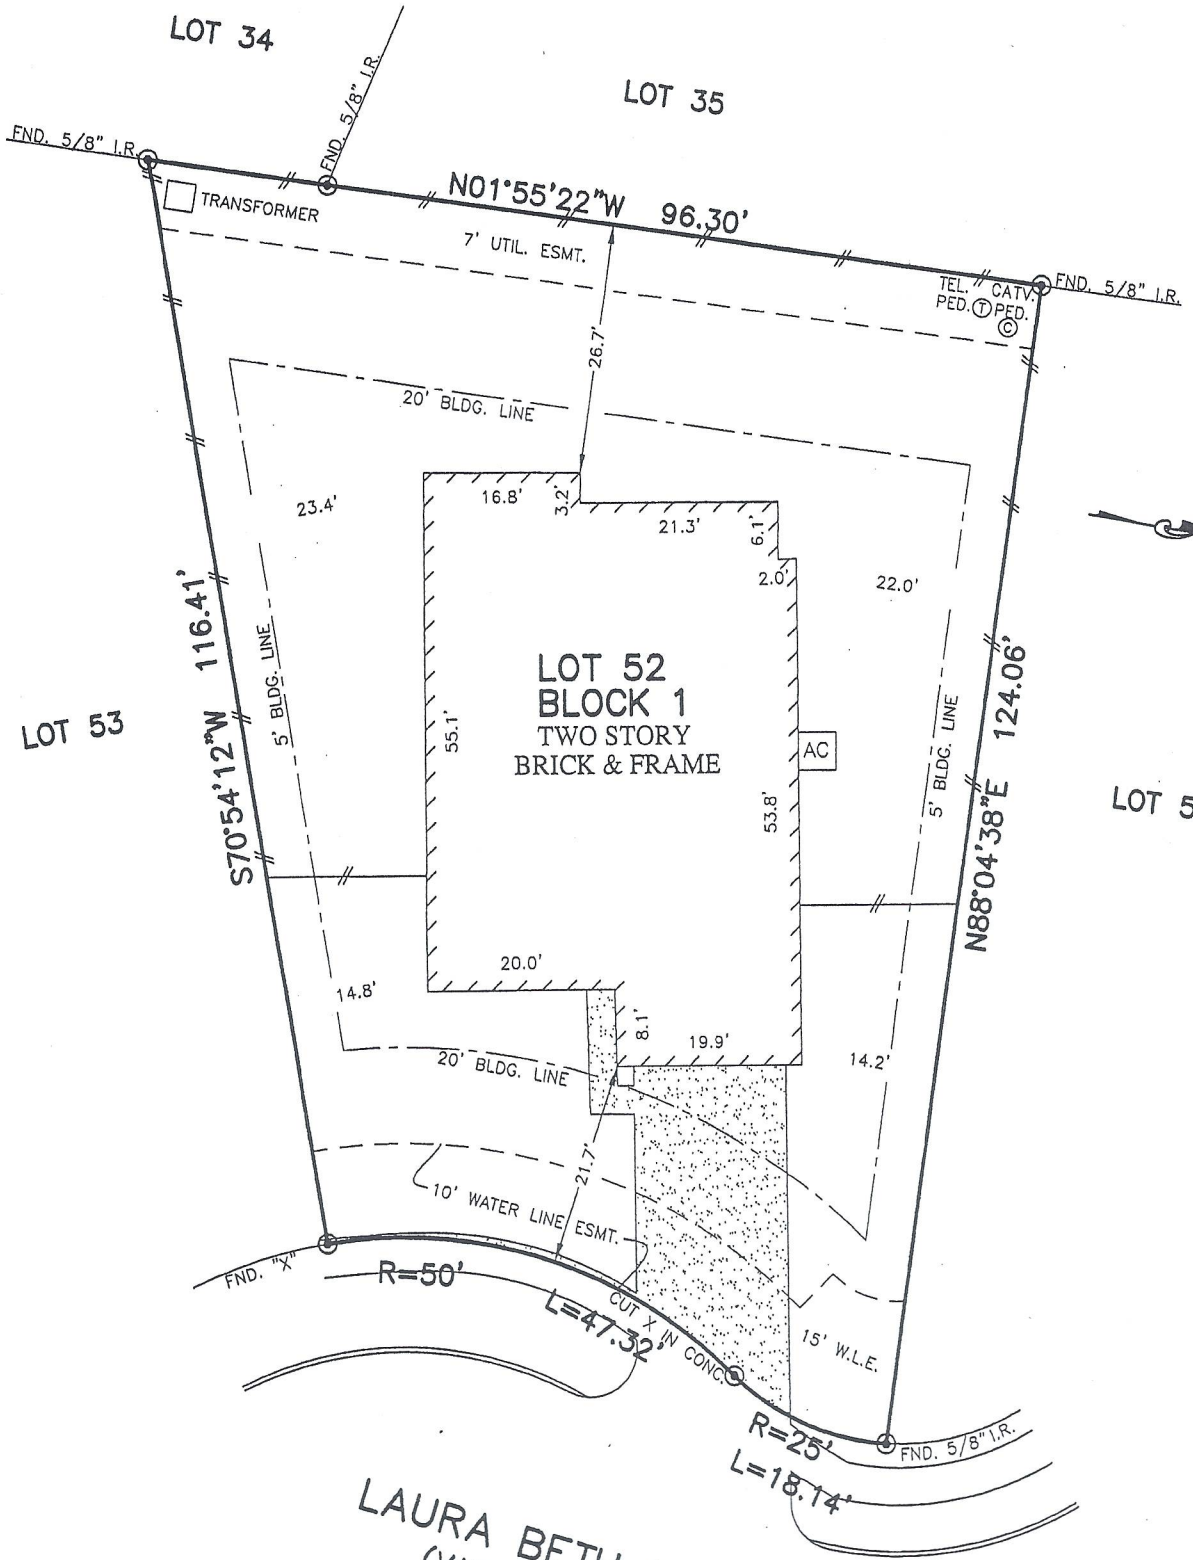 LOT 34
LOT 35
FND. 5/8" I.R.
FND. 5/8" I.R.
N01°55'22"W 96.30'
TRANSFORMER
7' UTIL. ESMT.
TEL. CATV.
PED. T PED.
C
FND. 5/8" I.R.
26.7'
20' BLDG. LINE
23.4'
16.8'
3.2'
21.3'
6.1'
2.0'
22.0'
S70°54'12"W 116.41'
5' BLDG. LINE
LOT 52
BLOCK 1
TWO STORY
BRICK & FRAME
LOT 53
55.1'
AC
53.8'
5' BLDG. LINE
N88°04'38"E 124.06'
LOT 5
20.0'
14.8'
8.1'
19.9'
14.2'
20' BLDG. LINE
21.7'
10' WATER LINE ESMT.
FND. "X"
R=50'
L=47.32'
CUT X IN CONC.
15' W.L.E.
R=25'
L=18.14'
FND. 5/8" I.R.
LAURA